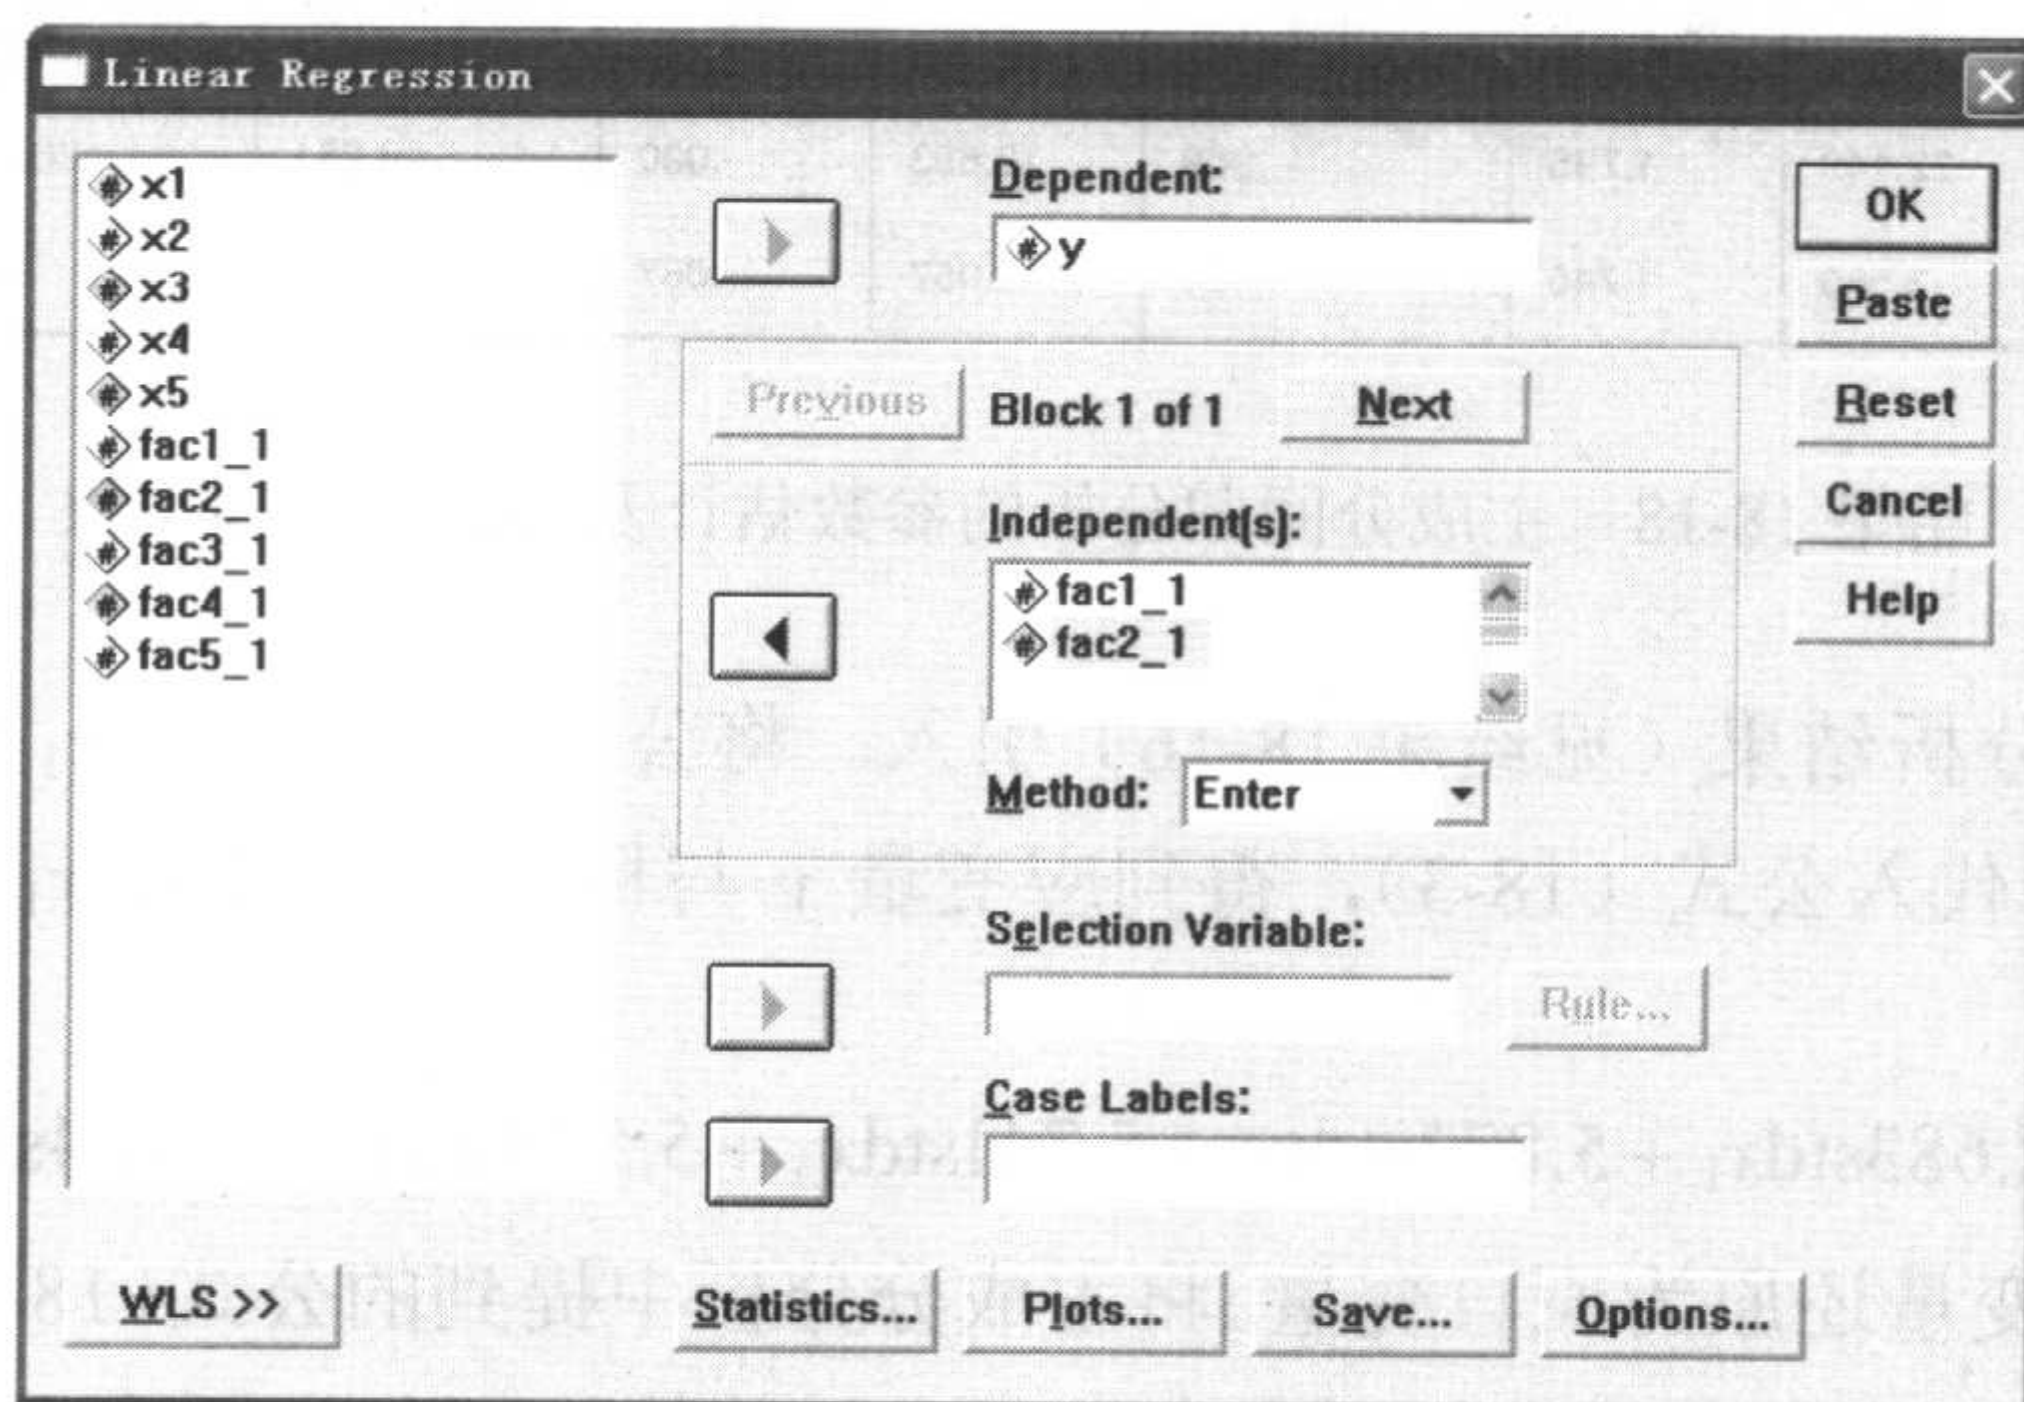 Linear Regression
x1
x2
x3
x4
x5
fac1_1
fac2_1
fac3_1
fac4_1
fac5_1
Dependent:
y
Previous
Block 1 of 1
Next
Independent(s):
fac1_1
fac2_1
Method: Enter
Selection Variable:
Rule...
Case Labels:
OK
Paste
Reset
Cancel
Help
WLS >>
Statistics...
Plots...
Save...
Options...